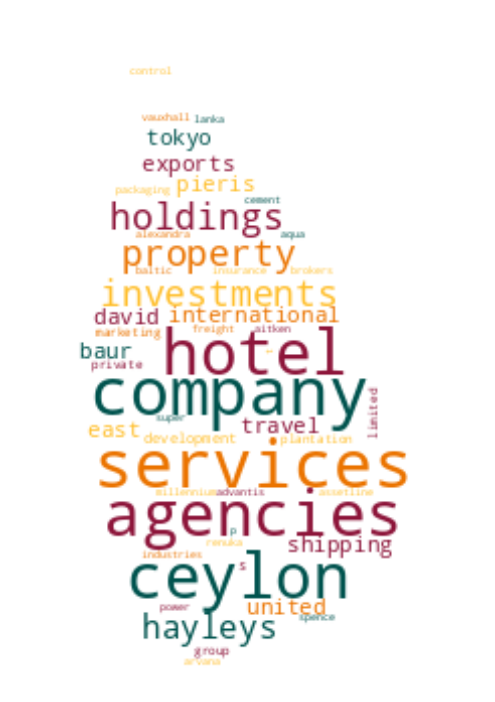 control
vauxhall lanka
tokyo
exports
packaging pieris
cement
holdings
alexandra aqua
property
baltic insurance brokers
investments
david international
marketing freight aitken
baur hotel
private
company limited
super
east travel
development plantation
services
millennium advantis assetline
agencies
p
renuka shipping
industries
s
ceylon
power united
spence
hayleys
group
arvana